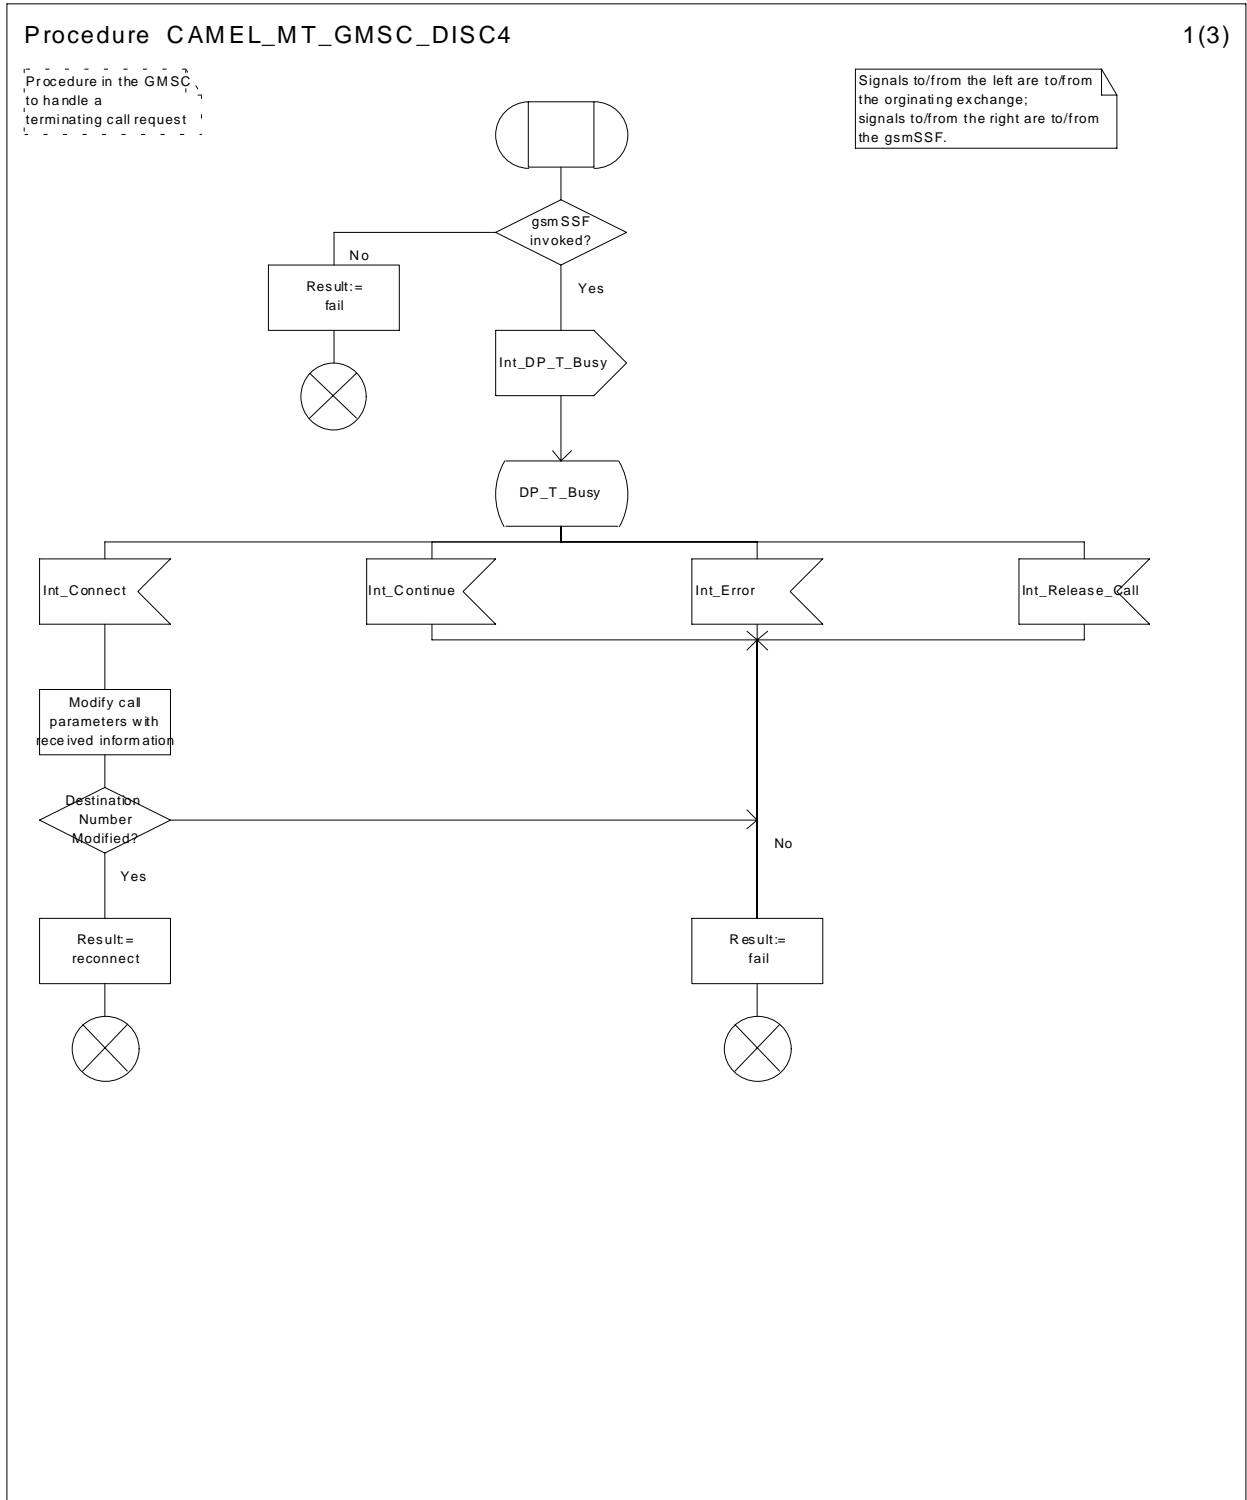 Procedure CAMEL_MT_GMSC_DISC4
1(3)
Procedure in the GMSC
to handle a
terminating call request
Signals to/from the left are to/from
the orginating exchange;
signals to/from the right are to/from
the gsmSSF.
gsmSSF
invoked?
No
Yes
Result:=
fail
Int_DP_T_Busy
DP_T_Busy
Int_Connect
Int_Continue
Int_Error
Int_Release_Call
Modify call
parameters with
received information
Destination
Number
Modified?
No
Yes
Result:=
reconnect
Result:=
fail